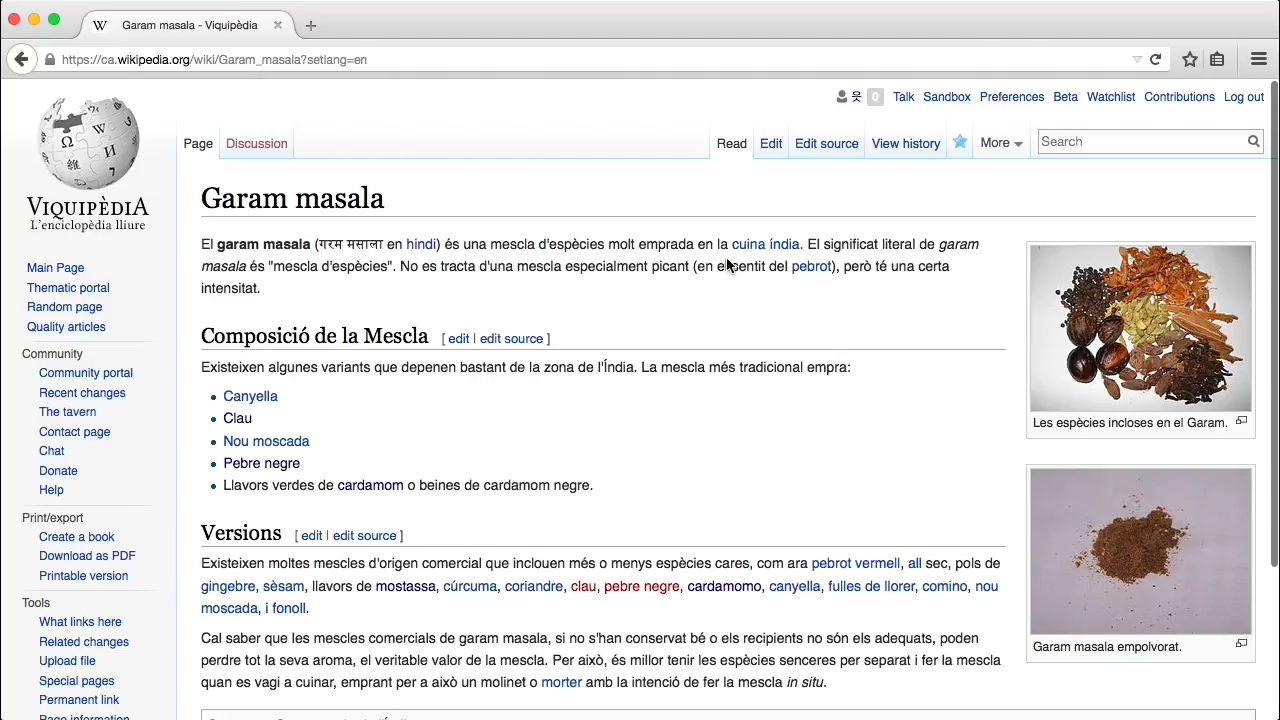 Garam masala - Viquipèdia
https://ca.wikipedia.org/wiki/Garam_masala?setlang=en
0 Talk Sandbox Preferences Beta Watchlist Contributions Log out
Page Discussion Read Edit Edit source View history More Search
VIQUIPÈDIA
L'enciclopèdia lliure
Main Page
Thematic portal
Random page
Quality articles
Community
Community portal
Recent changes
The tavern
Contact page
Chat
Donate
Help
Print/export
Create a book
Download as PDF
Printable version
Tools
What links here
Related changes
Upload file
Special pages
Permanent link
Page information
Garam masala
El garam masala (गरम मसाला en hindi) és una mescla d'espècies molt emprada en la cuina índia. El significat literal de garam
masala és "mescla d'espècies". No es tracta d'una mescla especialment picant (en el sentit del pebrot), però té una certa
intensitat.
Composició de la Mescla [ edit | edit source ]
Existeixen algunes variants que depenen bastant de la zona de l'Índia. La mescla més tradicional empra:
Canyella
Clau
Nou moscada
Pebre negre
Llavors verdes de cardamom o beines de cardamom negre.
Versions [ edit | edit source ]
Existeixen moltes mescles d'origen comercial que inclouen més o menys espècies cares, com ara pebrot vermell, all sec, pols de
gingebre, sèsam, llavors de mostassa, cúrcuma, coriandre, clau, pebre negre, cardamomo, canyella, fulles de llorer, comino, nou
moscada, i fonoll.
Cal saber que les mescles comercials de garam masala, si no s'han conservat bé o els recipients no són els adequats, poden
perdre tot la seva aroma, el veritable valor de la mescla. Per això, és millor tenir les espècies senceres per separat i fer la mescla
quan es vagi a cuinar, emprant per a això un molinet o morter amb la intenció de fer la mescla in situ.
Les espècies incloses en el Garam.
Garam masala empolvorat.